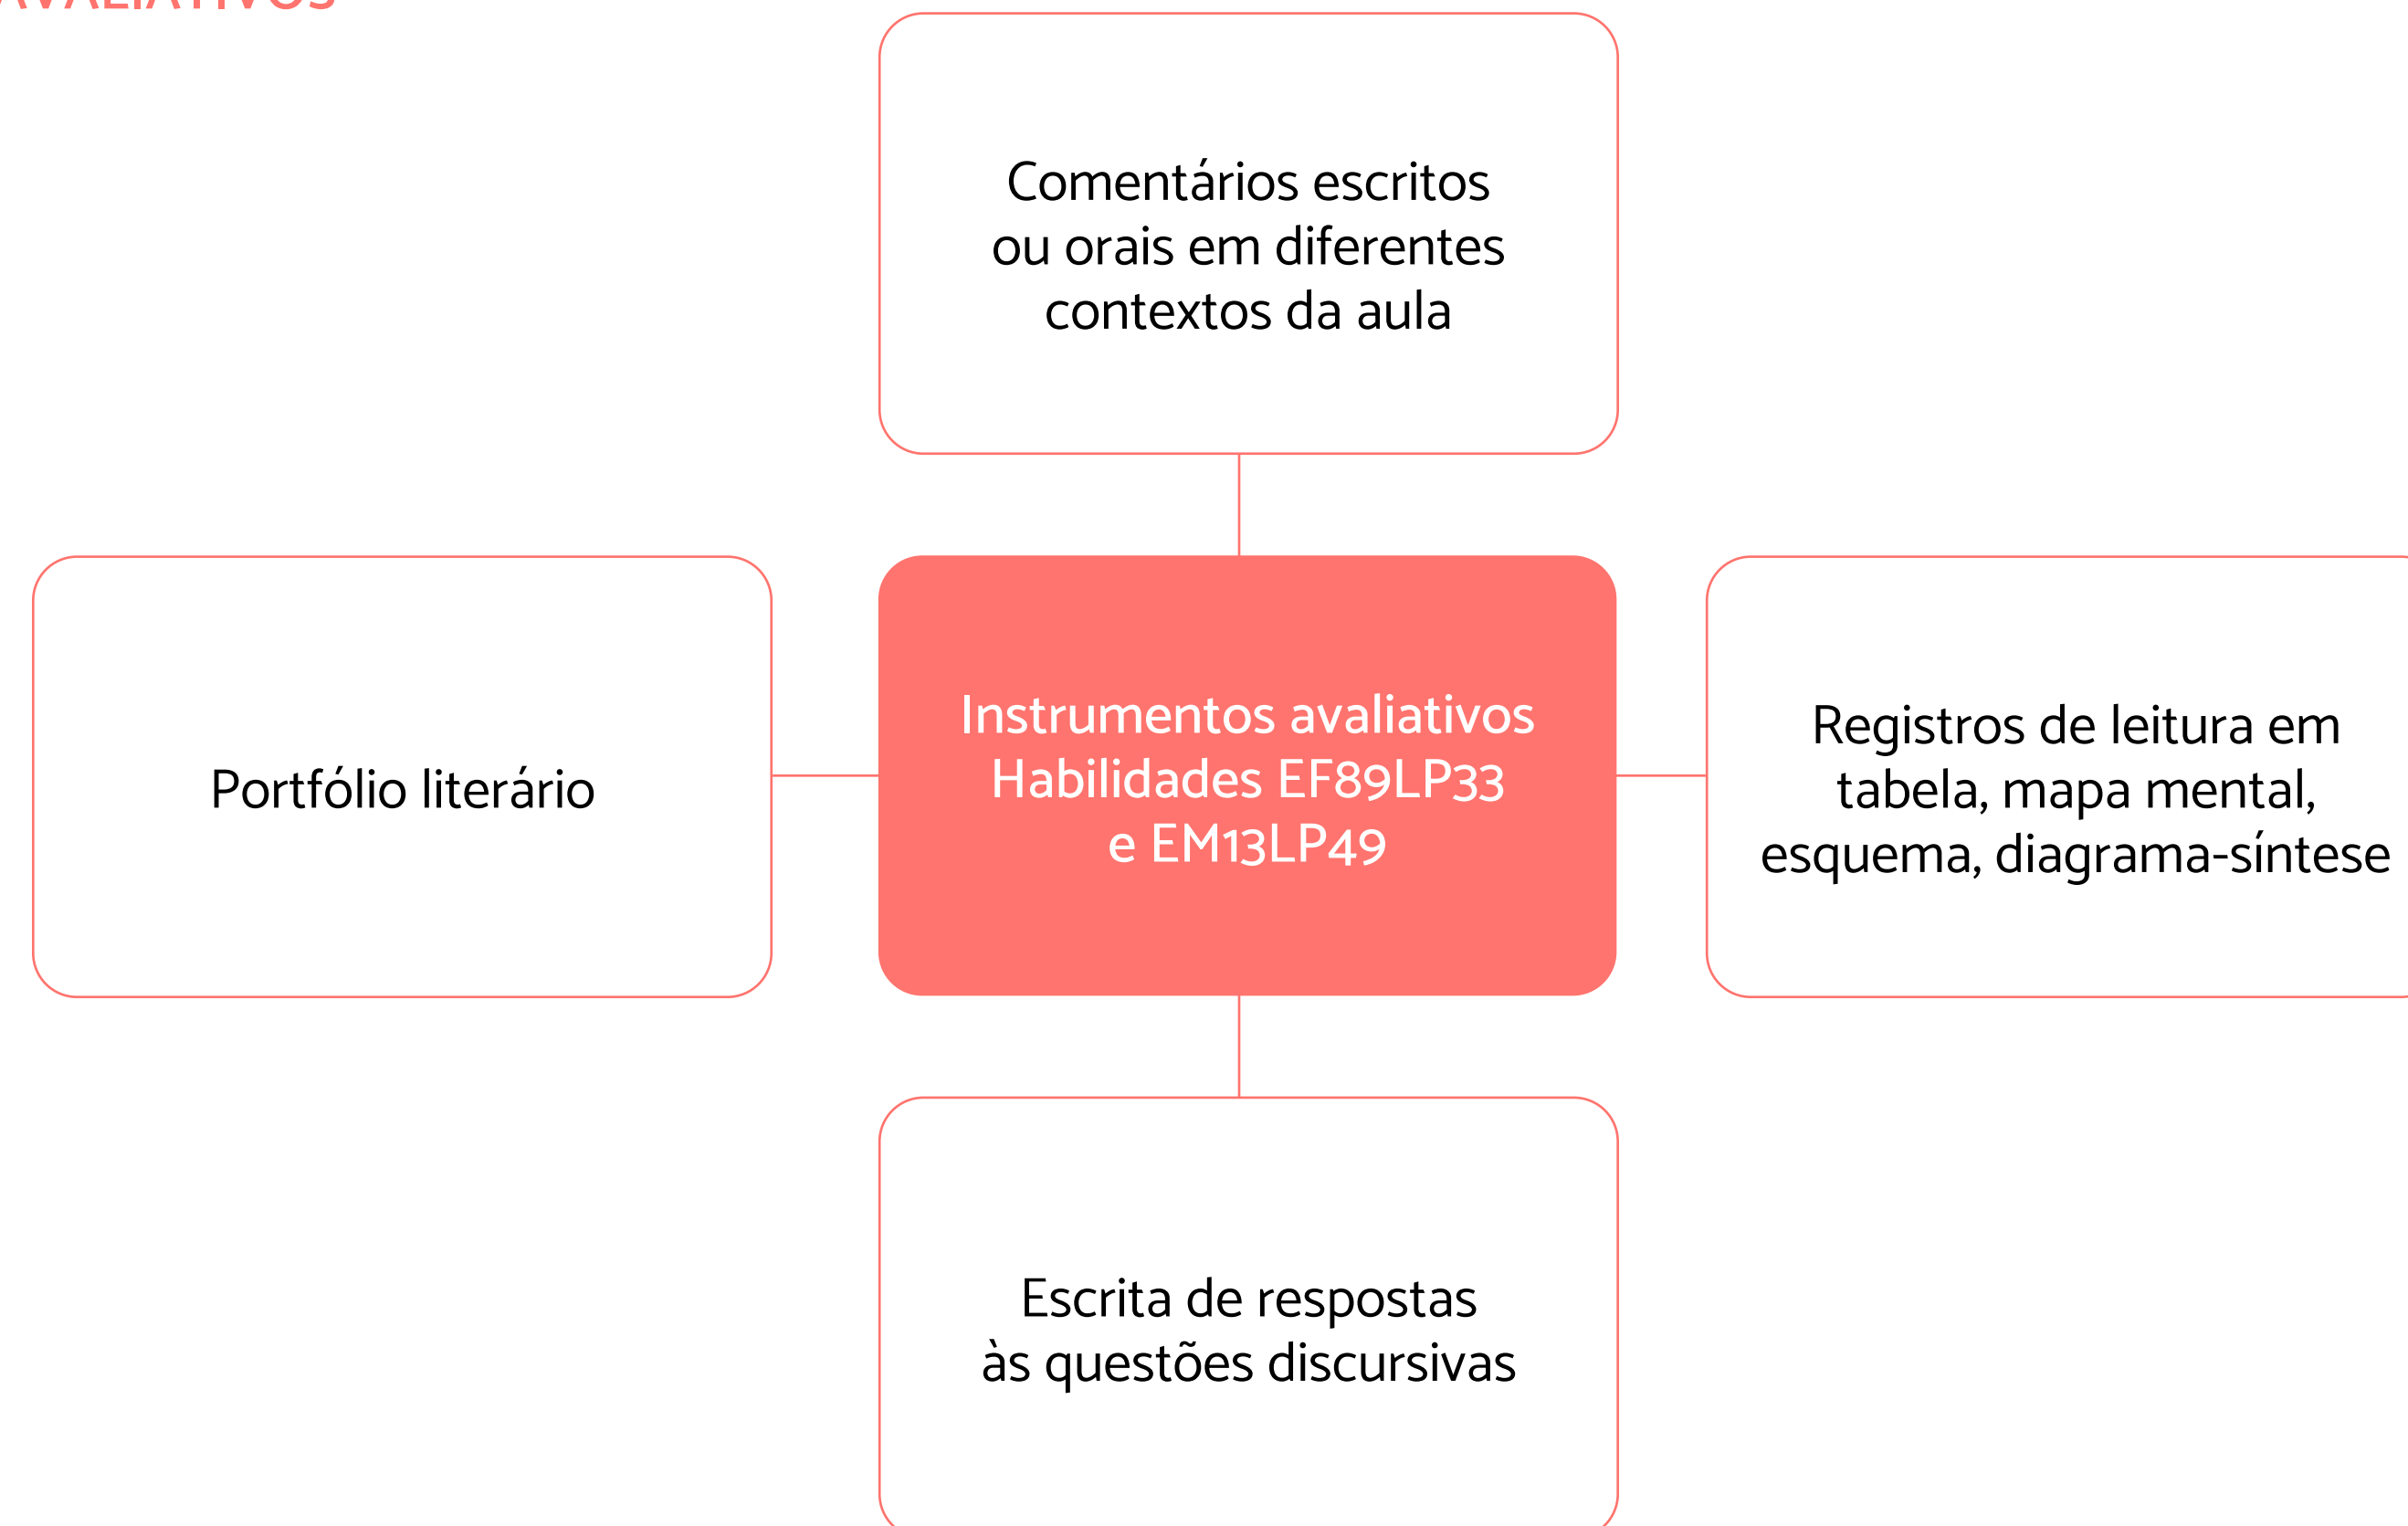 AVALIATIVOS
Comentários escritos
ou orais em diferentes
contextos da aula
Portfólio literário
Instrumentos avaliativos
Habilidades EF89LP33
e EM13LP49
Registros de leitura em
tabela, mapa mental,
esquema, diagrama-síntese
Escrita de respostas
às questões discursivas